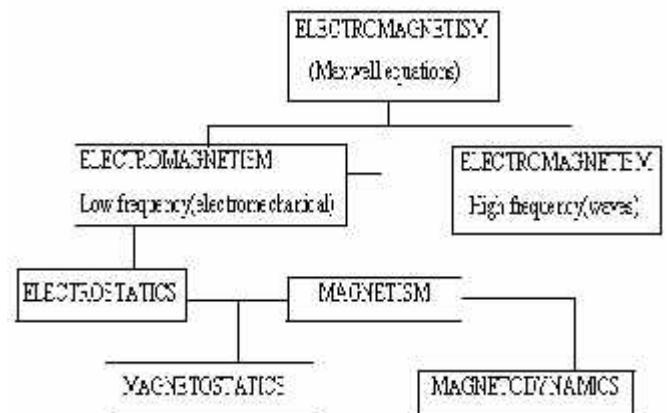 ELECTROMAGNETISM
(Maxwell equations)
ELECTROMAGNETISM
Low frequency(electromechanical)
ELECTROMAGNETISM
High frequency(waves)
ELECTROSTATICS
MAGNETISM
MAGNETOSTATICS
MAGNETODYNAMICS